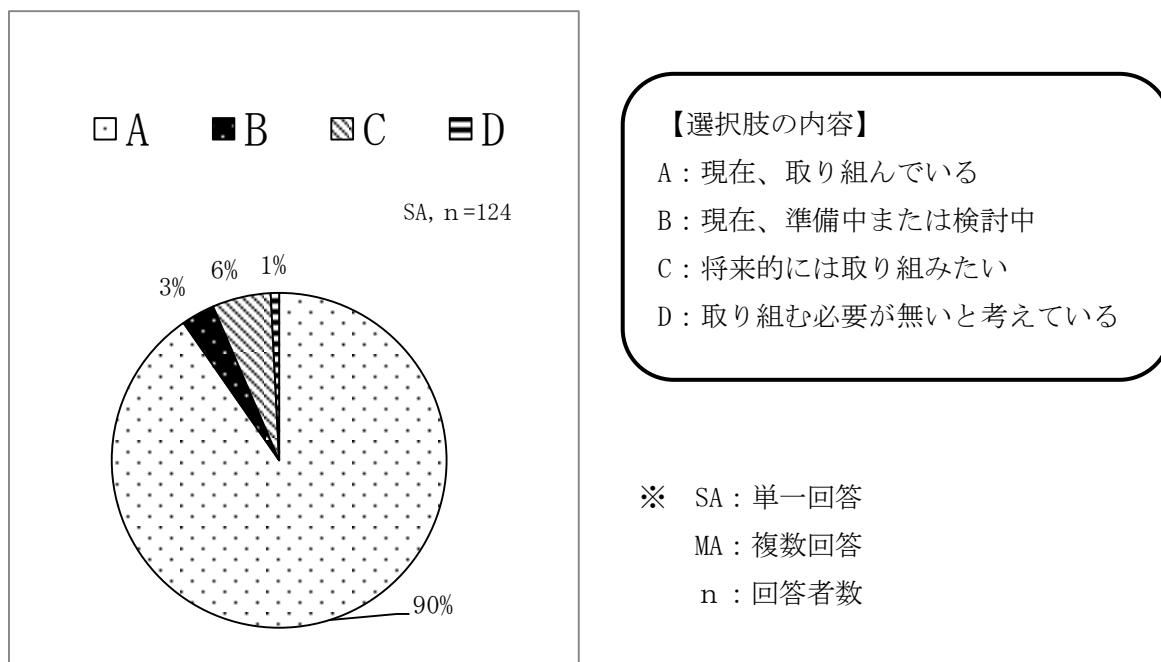 A B C D
SA, n=124
3% 6% 1%
90%
【選択肢の内容】
A：現在、取り組んでいる
B：現在、準備中または検討中
C：将来的には取り組みたい
D：取り組む必要が無いと考えている
※ SA：単一回答
MA：複数回答
n：回答者数